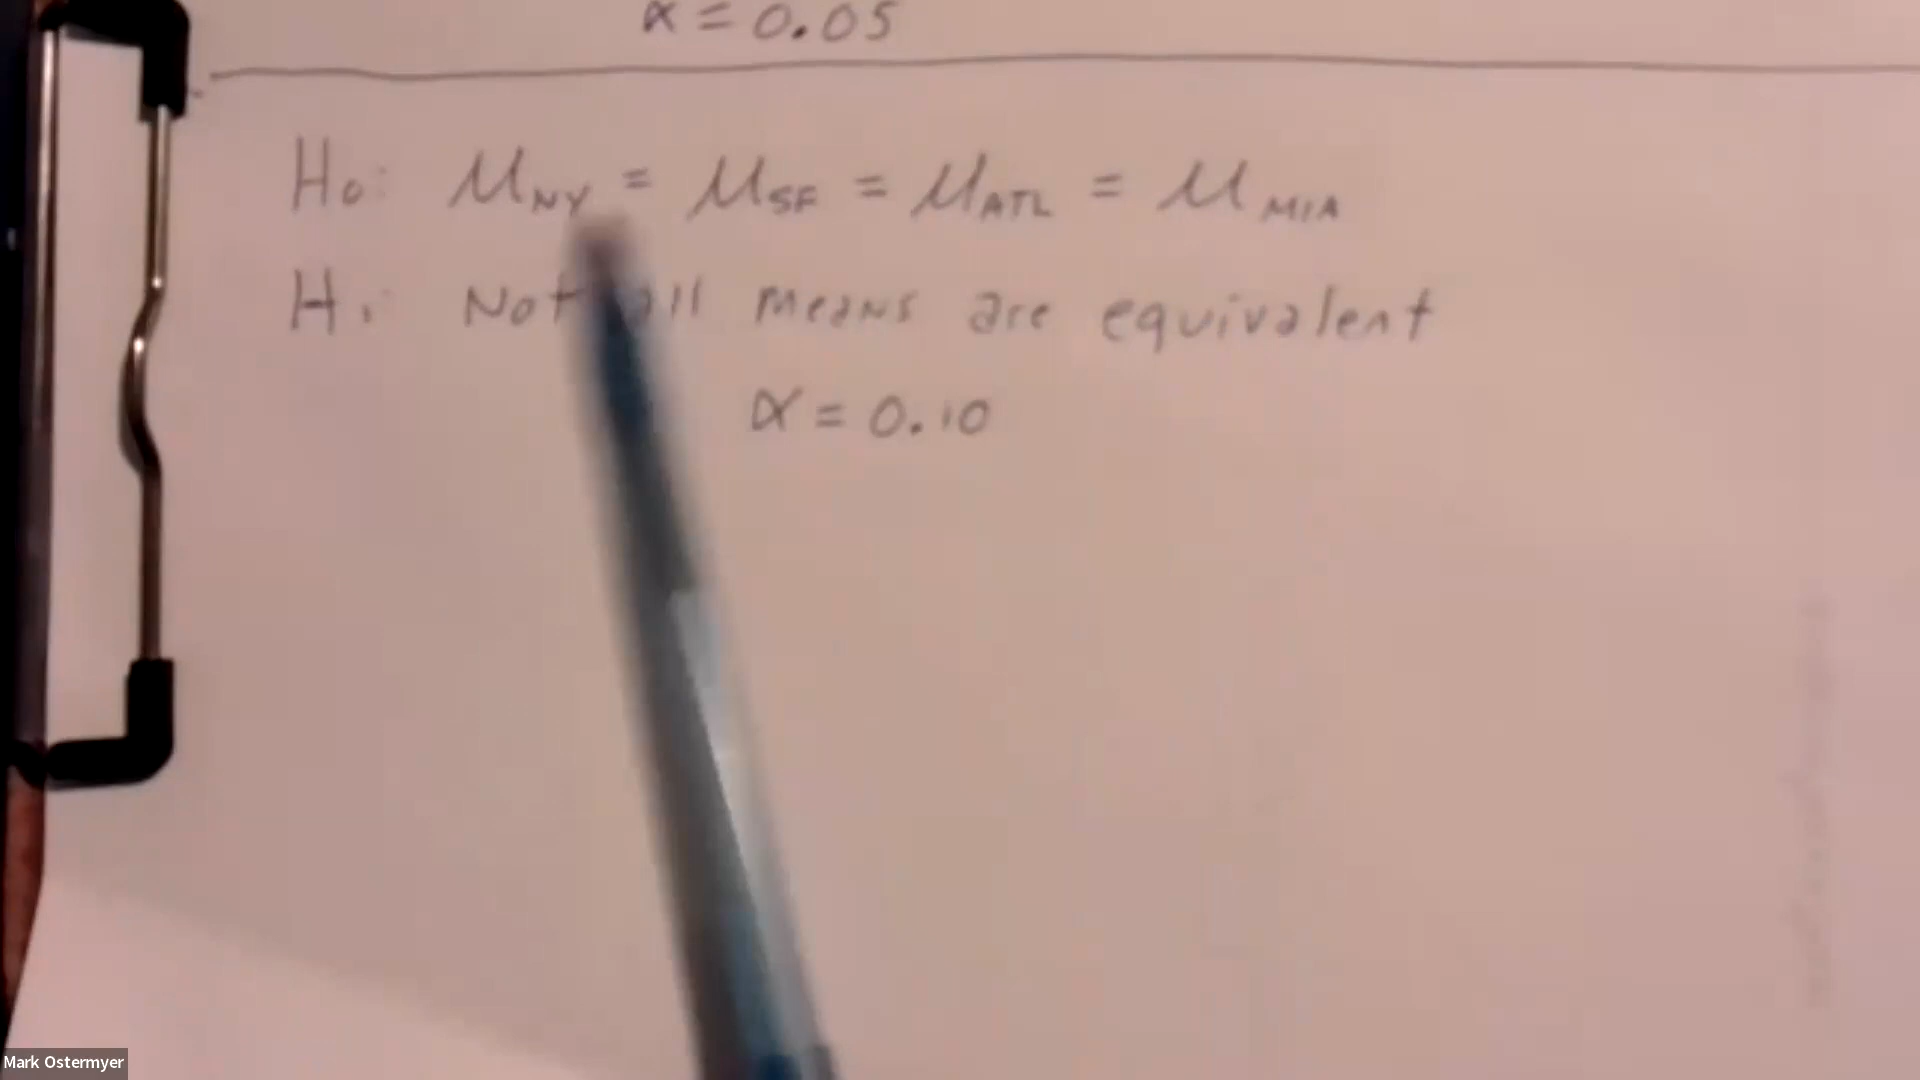 α = 0.05
H0: μNY = μSF = μATL = μMIA
H1: Not all means are equivalent
α = 0.10
Mark Ostermyer